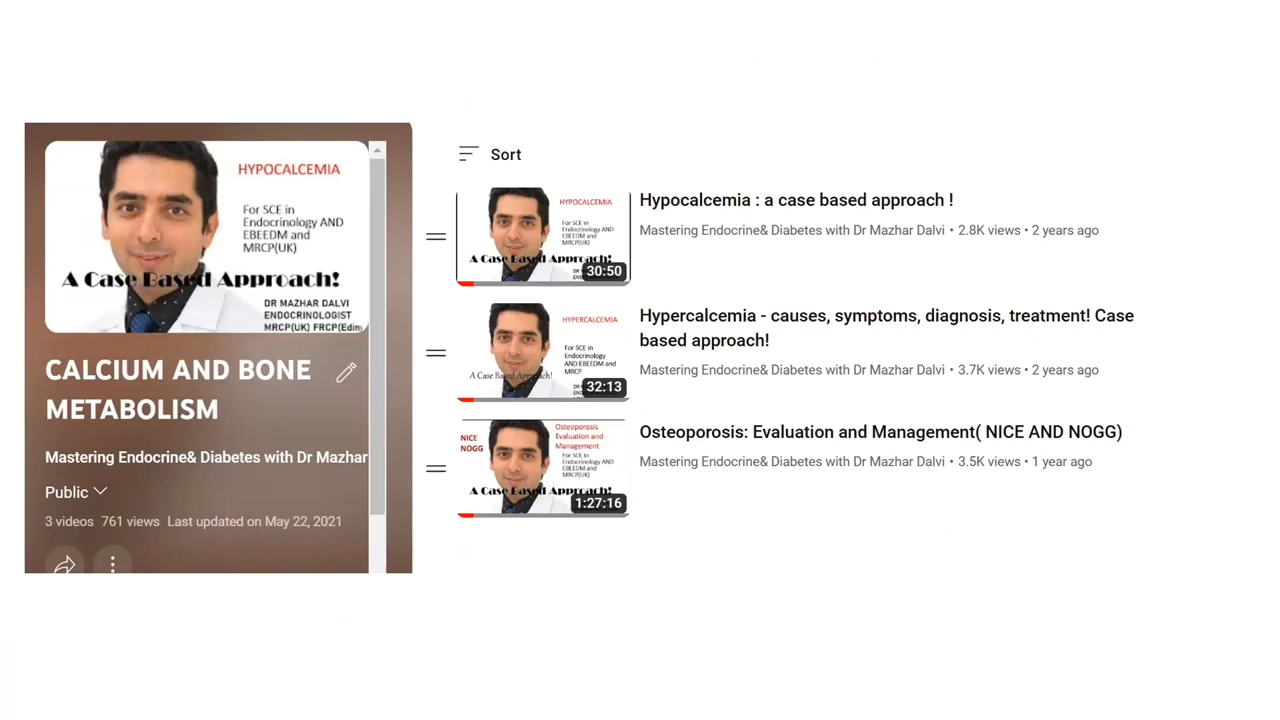 HYPOCALCEMIA
For SCE in
Endocrinology AND
EBEEDM and
MRCP(UK)
A Case Based Approach!
DR MAZHAR DALVI
ENDOCRINOLOGIST
MRCP(UK) FRCP(Edin
CALCIUM AND BONE
METABOLISM
Mastering Endocrine& Diabetes with Dr Mazhar
Public
3 videos 761 views Last updated on May 22, 2021
Sort
HYPOCALCEMIA
For SCE in
Endocrinology AND
EBEEDM and
MRCP(UK)
A Case Based Approach!
30:50
Hypocalcemia : a case based approach !
Mastering Endocrine& Diabetes with Dr Mazhar Dalvi • 2.8K views • 2 years ago
HYPERCALCEMIA
For SCE in
Endocrinology
AND EBEEDM and
MRCP
A Case Based Approach!
32:13
Hypercalcemia - causes, symptoms, diagnosis, treatment! Case
based approach!
Mastering Endocrine& Diabetes with Dr Mazhar Dalvi • 3.7K views • 2 years ago
NICE
NOGG
Osteoporosis
Evaluation and
Management
For SCE in
Endocrinology AND
EBEEDM and
MRCP(UK)
A Case Based Approach!
1:27:16
Osteoporosis: Evaluation and Management( NICE AND NOGG)
Mastering Endocrine& Diabetes with Dr Mazhar Dalvi • 3.5K views • 1 year ago